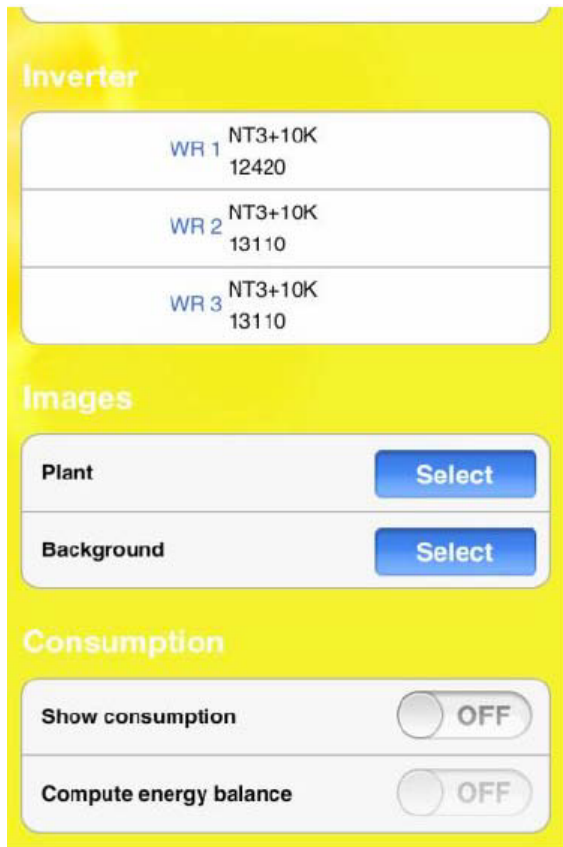 Inverter
WR 1 NT3+10K
12420
WR 2 NT3+10K
13110
WR 3 NT3+10K
13110
Images
Plant Select
Background Select
Consumption
Show consumption OFF
Compute energy balance OFF